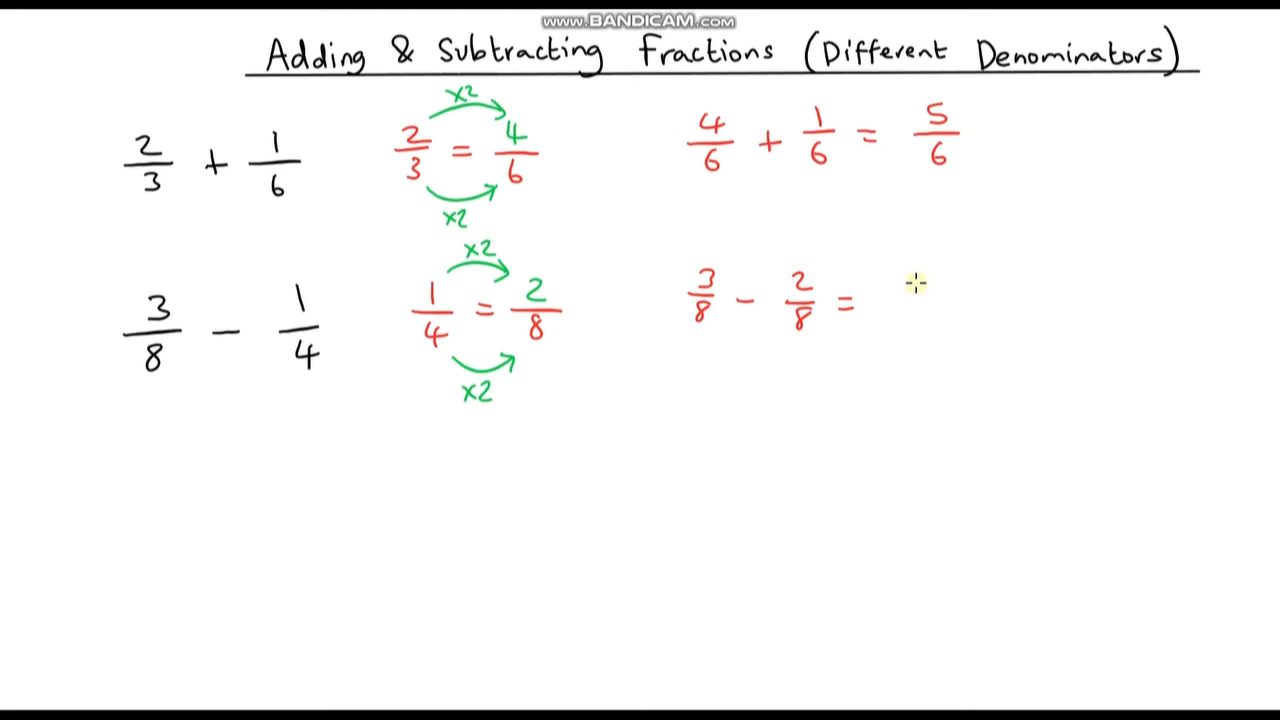 www.BANDICAM.com
Adding & Subtracting Fractions (Different Denominators)
x2
2/3 + 1/6 2/3 = 4/6 4/6 + 1/6 = 5/6
x2
x2
3/8 - 1/4 1/4 = 2/8 3/8 - 2/8 =
x2